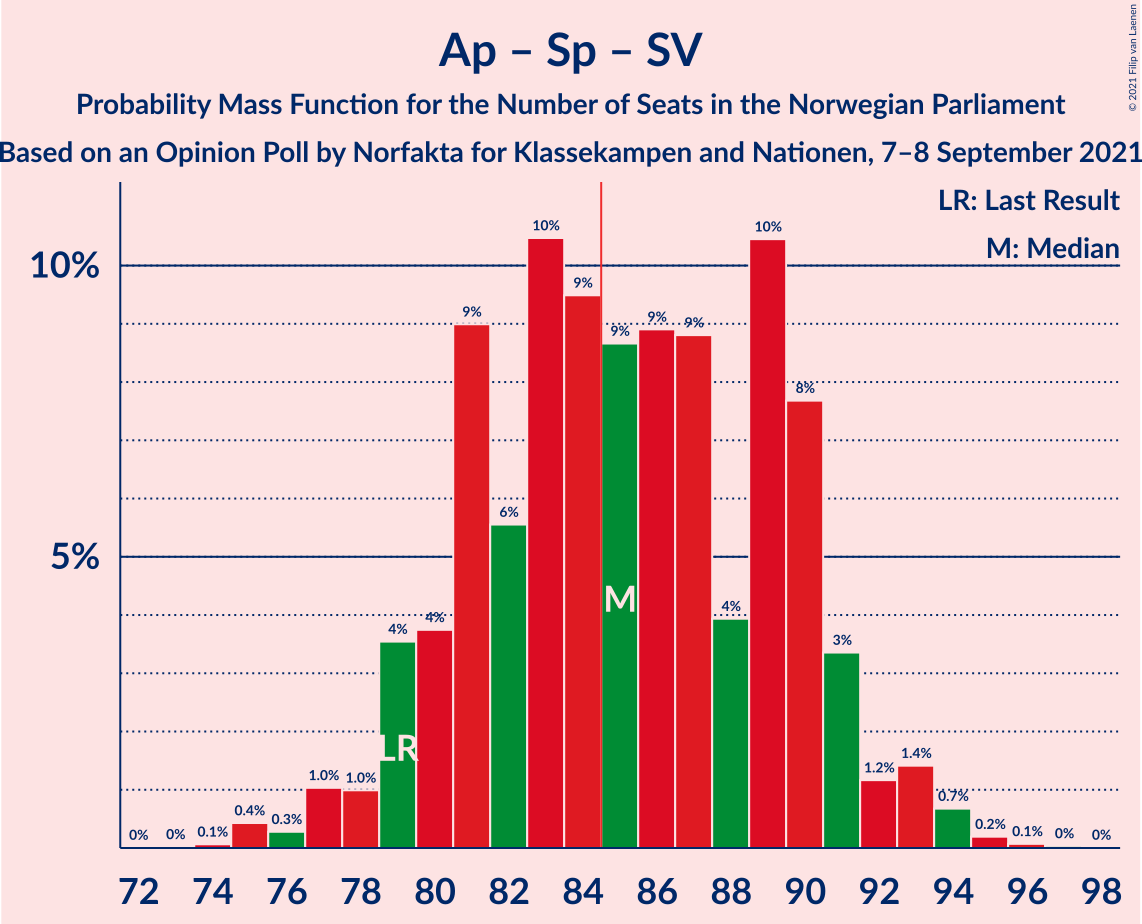 Ap – Sp – SV
Probability Mass Function for the Number of Seats in the Norwegian Parliament
Based on an Opinion Poll by Norfakta for Klassekampen and Nationen, 7–8 September 2021
© 2021 Filip van Laenen
LR: Last Result
M: Median
10%
5%
0% 0% 0.1% 0.4% 0.3% 1.0% 1.0% 4% 4% 9% 6% 10% 9% 9% 9% 9% 4% 10% 8% 3% 1.2% 1.4% 0.7% 0.2% 0.1% 0% 0%
LR
M
72 74 76 78 80 82 84 86 88 90 92 94 96 98